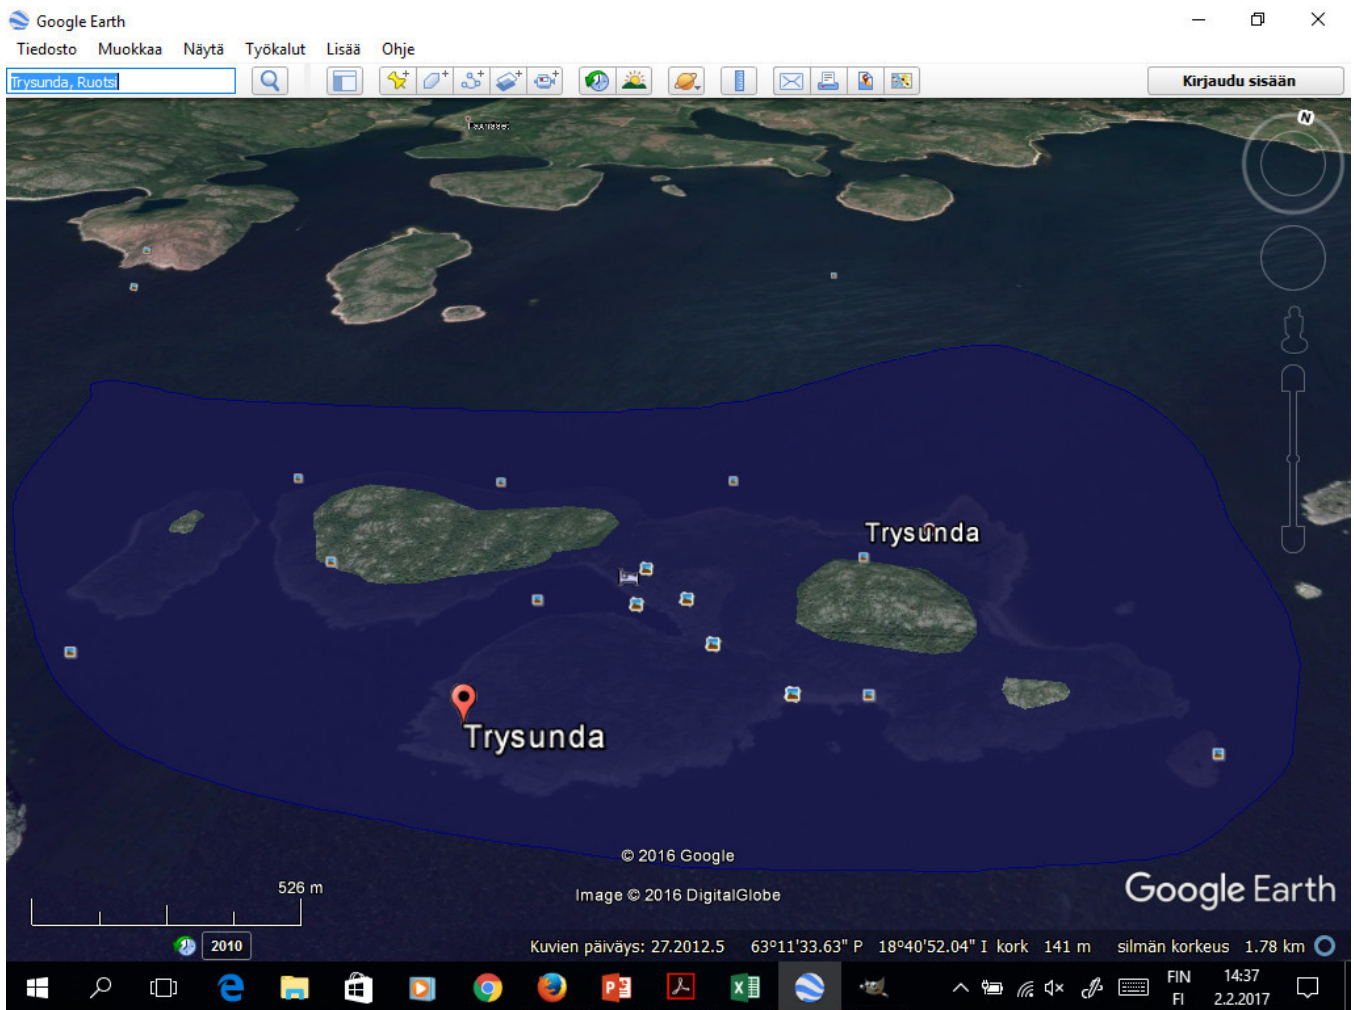 Google Earth
Tiedosto Muokkaa Näytä Työkalut Lisää Ohje
Trysunda, Ruotsi
Kirjaudu sisään
N
Trysunda
Trysunda
© 2016 Google
526 m
Image © 2016 DigitalGlobe
Google Earth
2010
Kuvien päiväys: 27.2012.5 63°11'33.63" P 18°40'52.04" I kork 141 m silmän korkeus 1.78 km
FIN 14:37
FI 2.2.2017